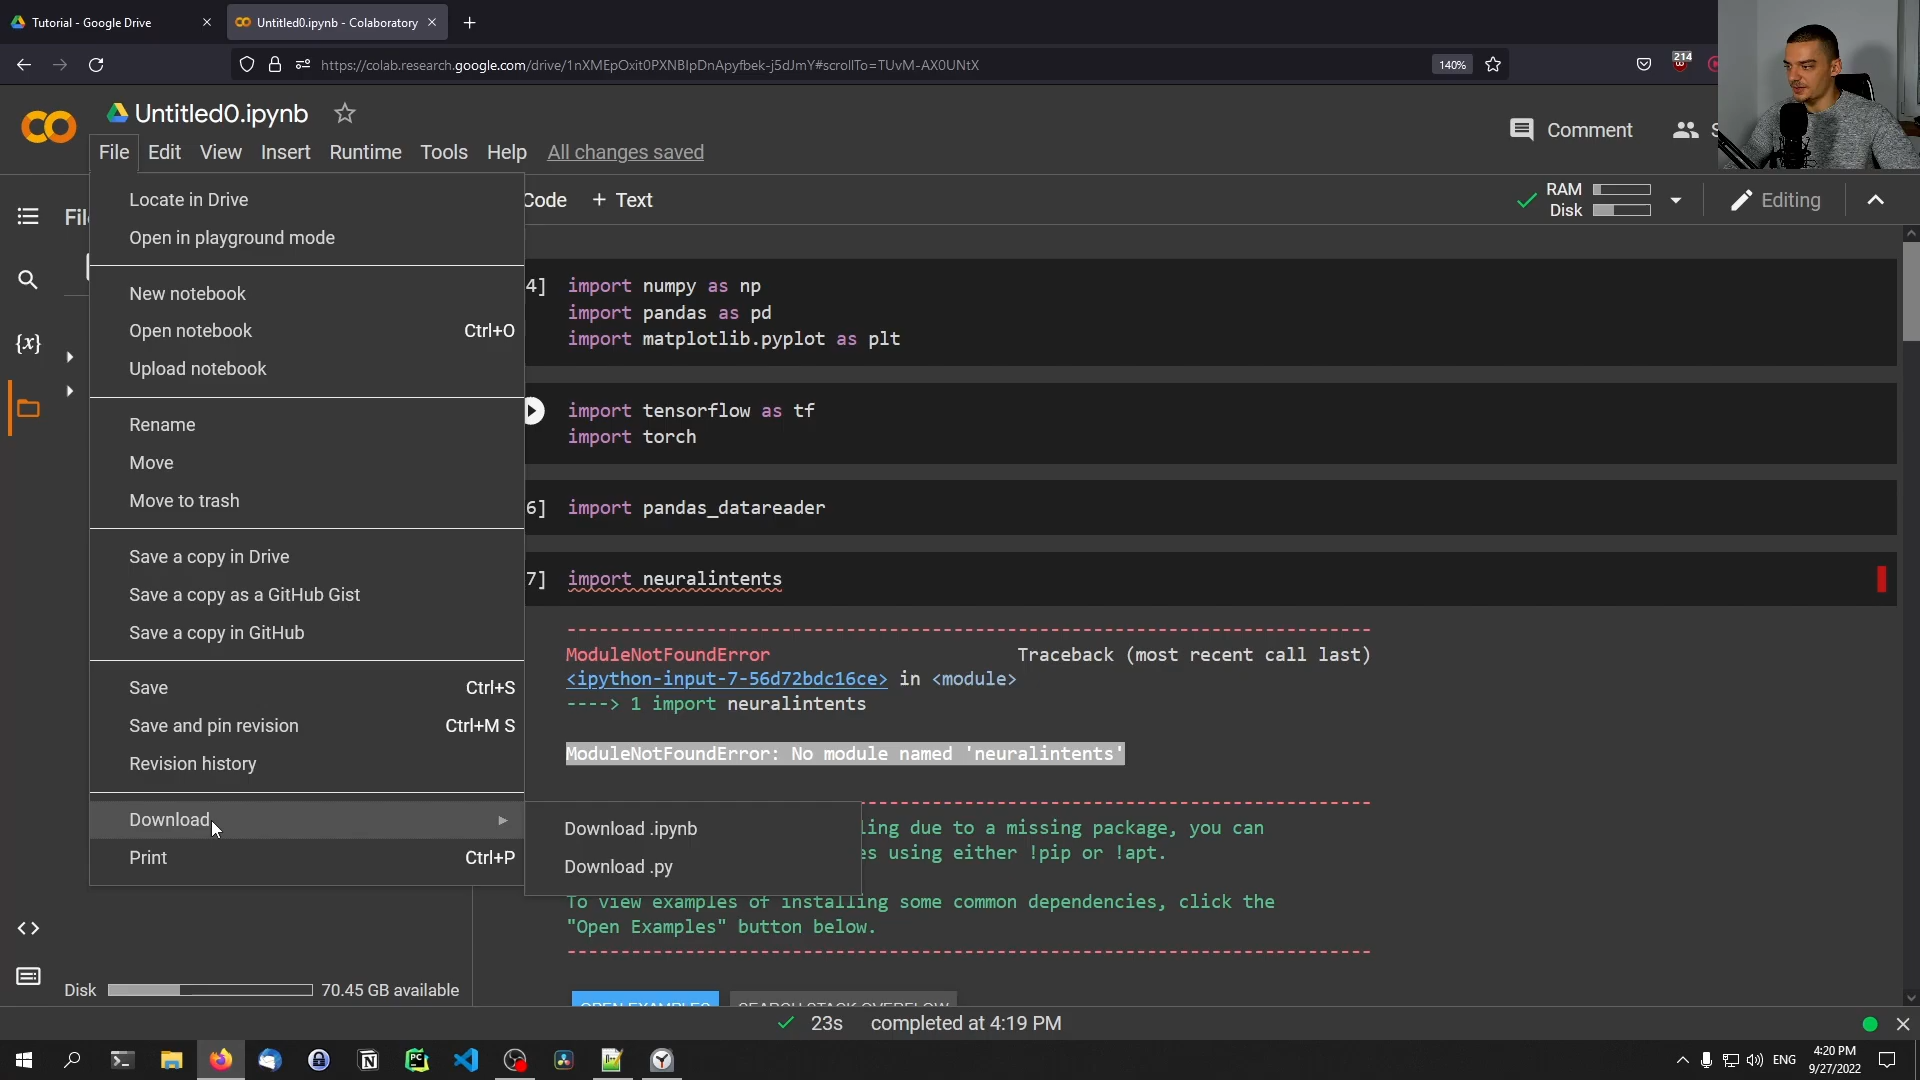 Tutorial - Google Drive
Untitled0.ipynb - Colaboratory
https://colab.research.google.com/drive/1nXMEpOxit0PXNBIpDnApyfbek-j5dJmY#scrollTo=TUvM-AX0UNtX
140%
214
Untitled0.ipynb
Comment
File Edit View Insert Runtime Tools Help All changes saved
Code + Text
RAM
Disk
Editing
Locate in Drive
Open in playground mode
New notebook
Open notebook Ctrl+O
Upload notebook
Rename
Move
Move to trash
Save a copy in Drive
Save a copy as a GitHub Gist
Save a copy in GitHub
Save Ctrl+S
Save and pin revision Ctrl+M S
Revision history
Download
Print Ctrl+P
Download .ipynb
Download .py
{x}
4] import numpy as np
import pandas as pd
import matplotlib.pyplot as plt
import tensorflow as tf
import torch
6] import pandas_datareader
7] import neuralintents
---------------------------------------------------------------------------
ModuleNotFoundError Traceback (most recent call last)
<ipython-input-7-56d72bdc16ce> in <module>
----> 1 import neuralintents
ModuleNotFoundError: No module named 'neuralintents'
ling due to a missing package, you can
es using either !pip or !apt.
To view examples of installing some common dependencies, click the
"Open Examples" button below.
---------------------------------------------------------------------------
OPEN EXAMPLES SEARCH STACK OVERFLOW
Disk 70.45 GB available
23s completed at 4:19 PM
ENG
4:20 PM
9/27/2022